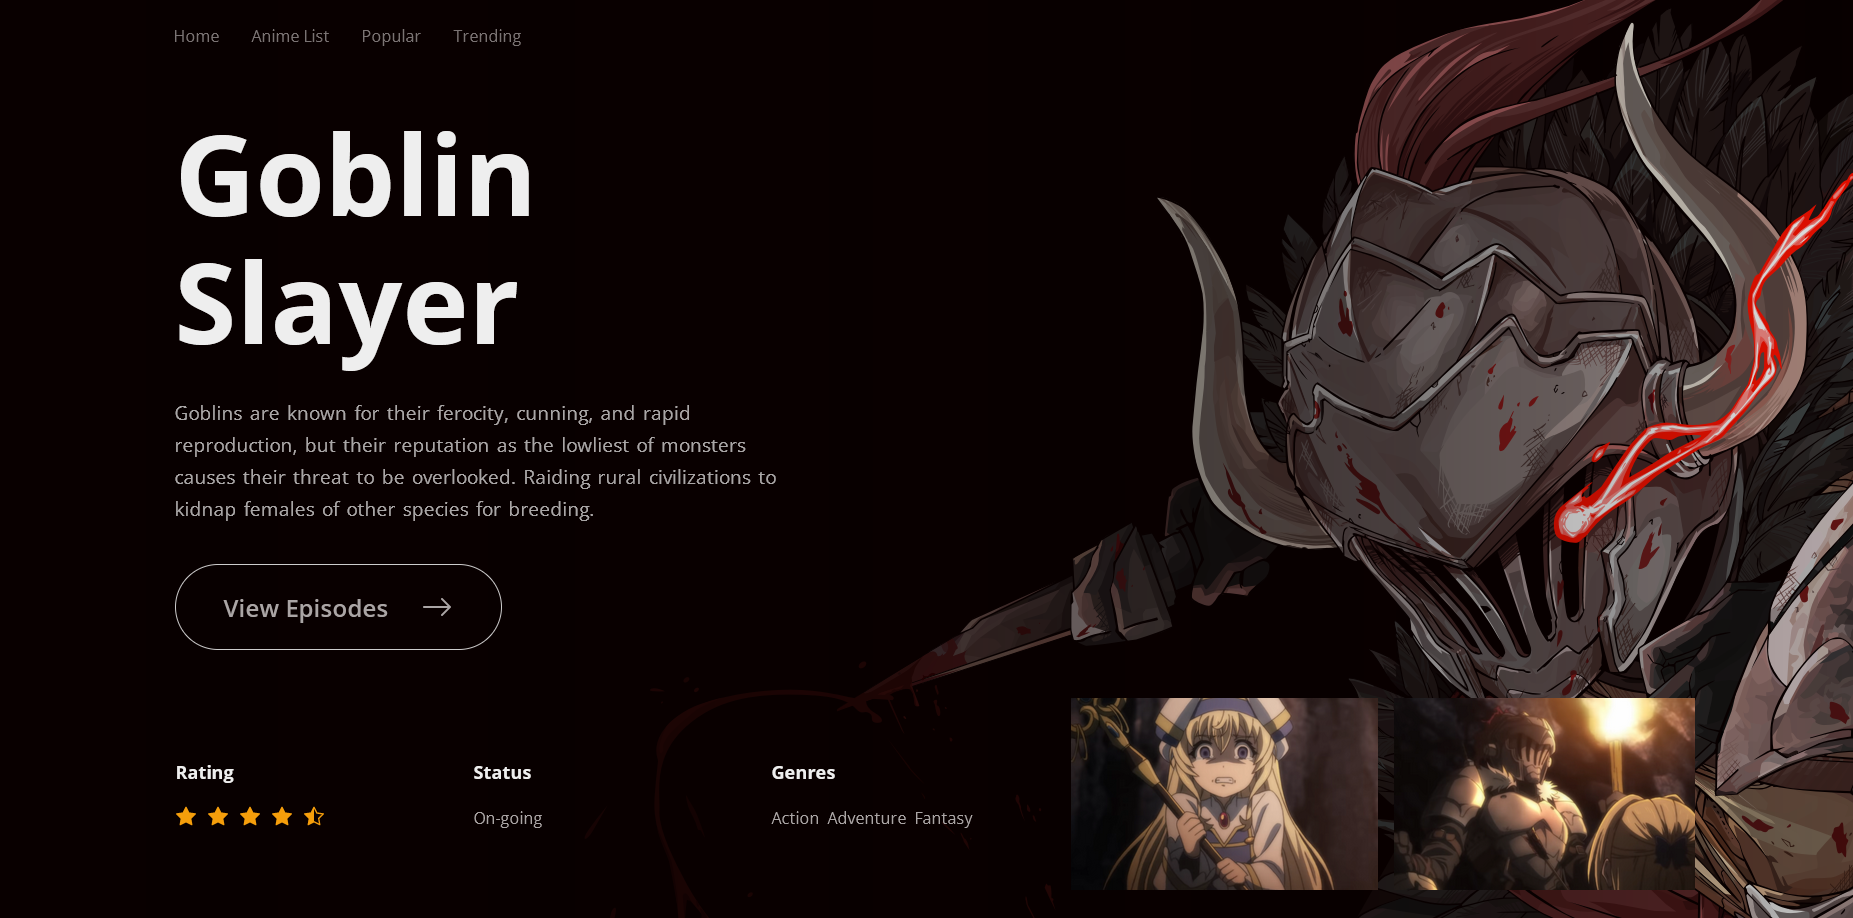 Home Anime List Popular Trending
Goblin
Slayer
Goblins are known for their ferocity, cunning, and rapid
reproduction, but their reputation as the lowliest of monsters
causes their threat to be overlooked. Raiding rural civilizations to
kidnap females of other species for breeding.
View Episodes
Rating Status Genres
On-going Action Adventure Fantasy